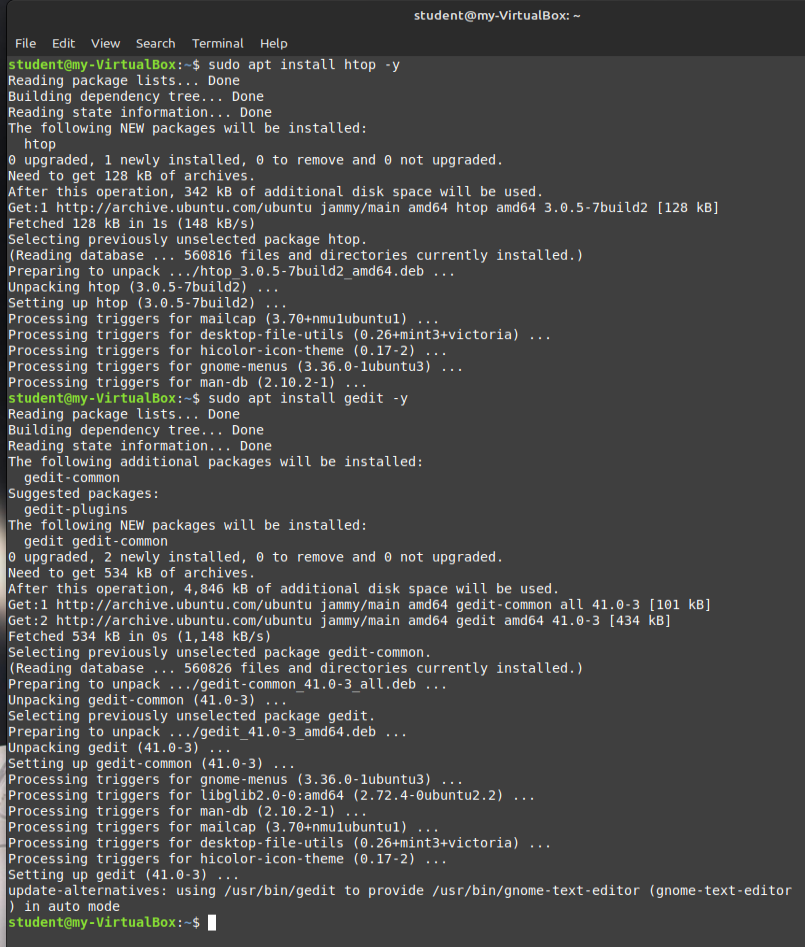 student@my-VirtualBox: ~
File Edit View Search Terminal Help
student@my-VirtualBox:~$ sudo apt install htop -y
Reading package lists... Done
Building dependency tree... Done
Reading state information... Done
The following NEW packages will be installed:
  htop
0 upgraded, 1 newly installed, 0 to remove and 0 not upgraded.
Need to get 128 kB of archives.
After this operation, 342 kB of additional disk space will be used.
Get:1 http://archive.ubuntu.com/ubuntu jammy/main amd64 htop amd64 3.0.5-7build2 [128 kB]
Fetched 128 kB in 1s (148 kB/s)
Selecting previously unselected package htop.
(Reading database ... 560816 files and directories currently installed.)
Preparing to unpack .../htop_3.0.5-7build2_amd64.deb ...
Unpacking htop (3.0.5-7build2) ...
Setting up htop (3.0.5-7build2) ...
Processing triggers for mailcap (3.70+nmu1ubuntu1) ...
Processing triggers for desktop-file-utils (0.26+mint3+victoria) ...
Processing triggers for hicolor-icon-theme (0.17-2) ...
Processing triggers for gnome-menus (3.36.0-1ubuntu3) ...
Processing triggers for man-db (2.10.2-1) ...
student@my-VirtualBox:~$ sudo apt install gedit -y
Reading package lists... Done
Building dependency tree... Done
Reading state information... Done
The following additional packages will be installed:
  gedit-common
Suggested packages:
  gedit-plugins
The following NEW packages will be installed:
  gedit gedit-common
0 upgraded, 2 newly installed, 0 to remove and 0 not upgraded.
Need to get 534 kB of archives.
After this operation, 4,846 kB of additional disk space will be used.
Get:1 http://archive.ubuntu.com/ubuntu jammy/main amd64 gedit-common all 41.0-3 [101 kB]
Get:2 http://archive.ubuntu.com/ubuntu jammy/main amd64 gedit amd64 41.0-3 [434 kB]
Fetched 534 kB in 0s (1,148 kB/s)
Selecting previously unselected package gedit-common.
(Reading database ... 560826 files and directories currently installed.)
Preparing to unpack .../gedit-common_41.0-3_all.deb ...
Unpacking gedit-common (41.0-3) ...
Selecting previously unselected package gedit.
Preparing to unpack .../gedit_41.0-3_amd64.deb ...
Unpacking gedit (41.0-3) ...
Setting up gedit-common (41.0-3) ...
Processing triggers for gnome-menus (3.36.0-1ubuntu3) ...
Processing triggers for libglib2.0-0:amd64 (2.72.4-0ubuntu2.2) ...
Processing triggers for man-db (2.10.2-1) ...
Processing triggers for mailcap (3.70+nmu1ubuntu1) ...
Processing triggers for desktop-file-utils (0.26+mint3+victoria) ...
Processing triggers for hicolor-icon-theme (0.17-2) ...
Setting up gedit (41.0-3) ...
update-alternatives: using /usr/bin/gedit to provide /usr/bin/gnome-text-editor (gnome-text-editor
) in auto mode
student@my-VirtualBox:~$